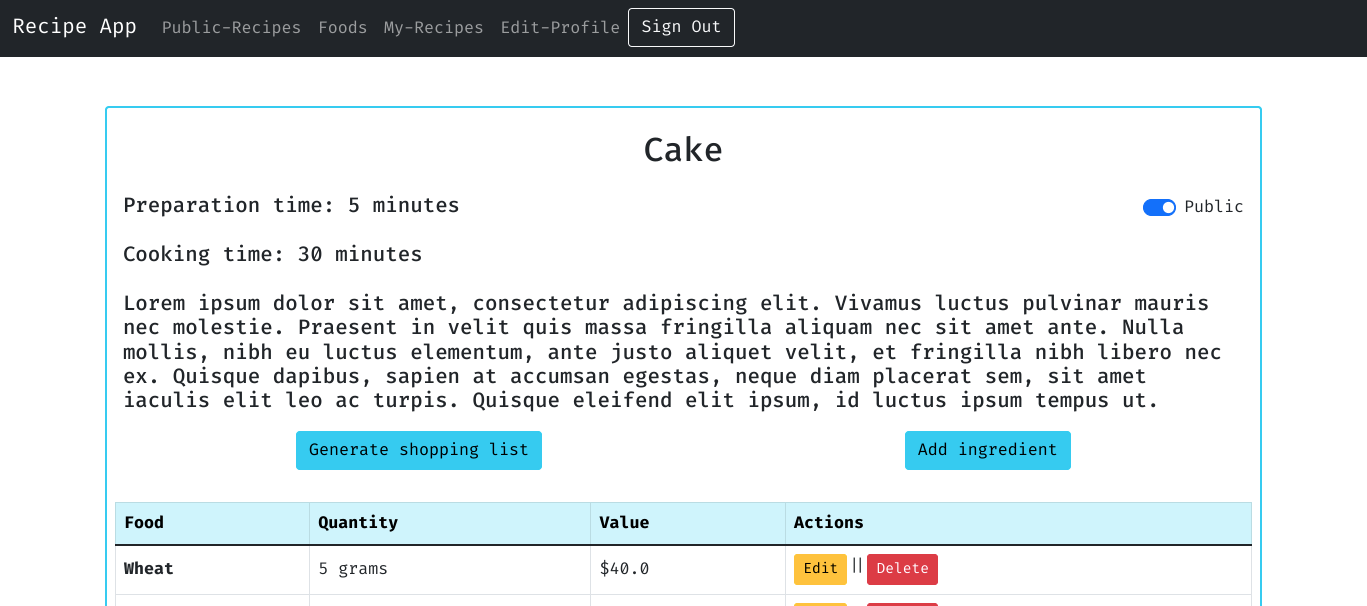 Recipe App Public-Recipes Foods My-Recipes Edit-Profile Sign Out
Cake
Preparation time: 5 minutes
Public
Cooking time: 30 minutes
Lorem ipsum dolor sit amet, consectetur adipiscing elit. Vivamus luctus pulvinar mauris
nec molestie. Praesent in velit quis massa fringilla aliquam nec sit amet ante. Nulla
mollis, nibh eu luctus elementum, ante justo aliquet velit, et fringilla nibh libero nec
ex. Quisque dapibus, sapien at accumsan egestas, neque diam placerat sem, sit amet
iaculis elit leo ac turpis. Quisque eleifend elit ipsum, id luctus ipsum tempus ut.
Generate shopping list Add ingredient
Food Quantity Value Actions
Wheat 5 grams $40.0 Edit || Delete